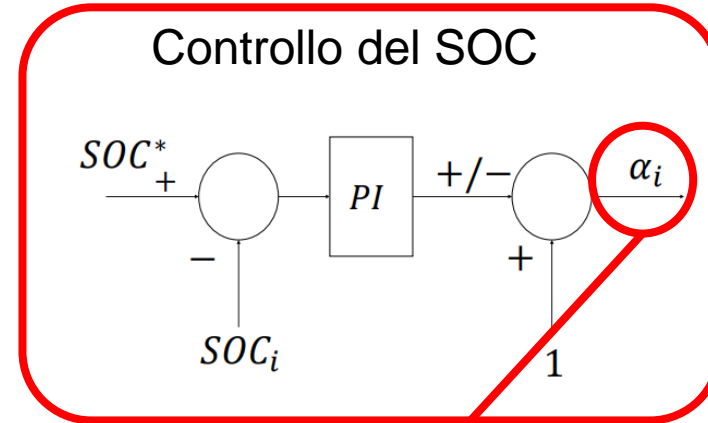 Controllo del SOC
SOC*
+
−
SOC_i
PI
+/−
+
1
α_i